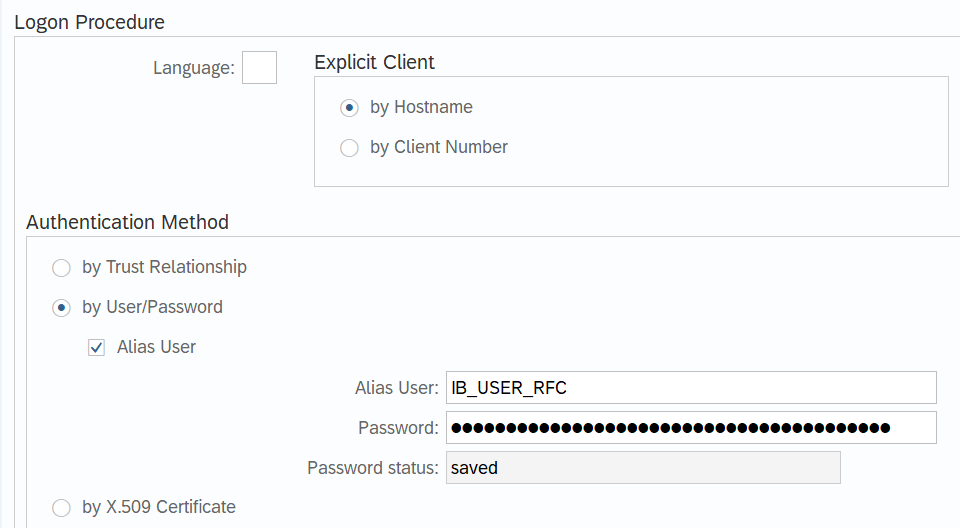 Logon Procedure
Language:
Explicit Client
by Hostname
by Client Number
Authentication Method
by Trust Relationship
by User/Password
Alias User
Alias User: IB_USER_RFC
Password: ●●●●●●●●●●●●●●●●●●●●●●●●●●●●●●●●●●●●●●●●
Password status: saved
by X.509 Certificate